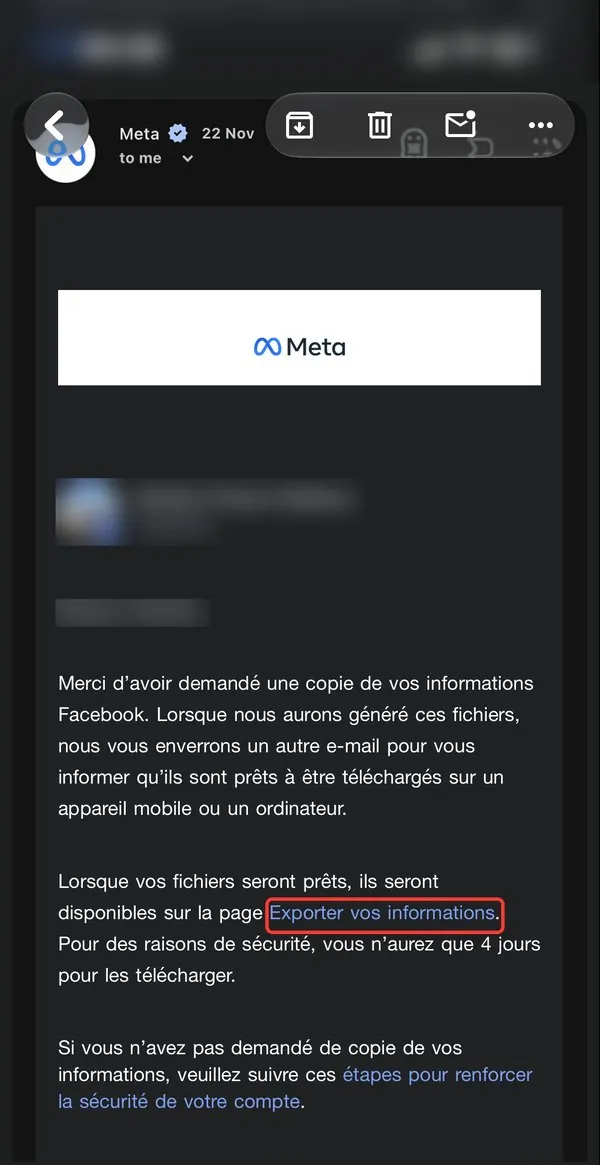 Meta 22 Nov
to me
Meta
Merci d’avoir demandé une copie de vos informations
Facebook. Lorsque nous aurons généré ces fichiers,
nous vous enverrons un autre e-mail pour vous
informer qu’ils sont prêts à être téléchargés sur un
appareil mobile ou un ordinateur.
Lorsque vos fichiers seront prêts, ils seront
disponibles sur la page Exporter vos informations.
Pour des raisons de sécurité, vous n’aurez que 4 jours
pour les télécharger.
Si vous n’avez pas demandé de copie de vos
informations, veuillez suivre ces étapes pour renforcer
la sécurité de votre compte.